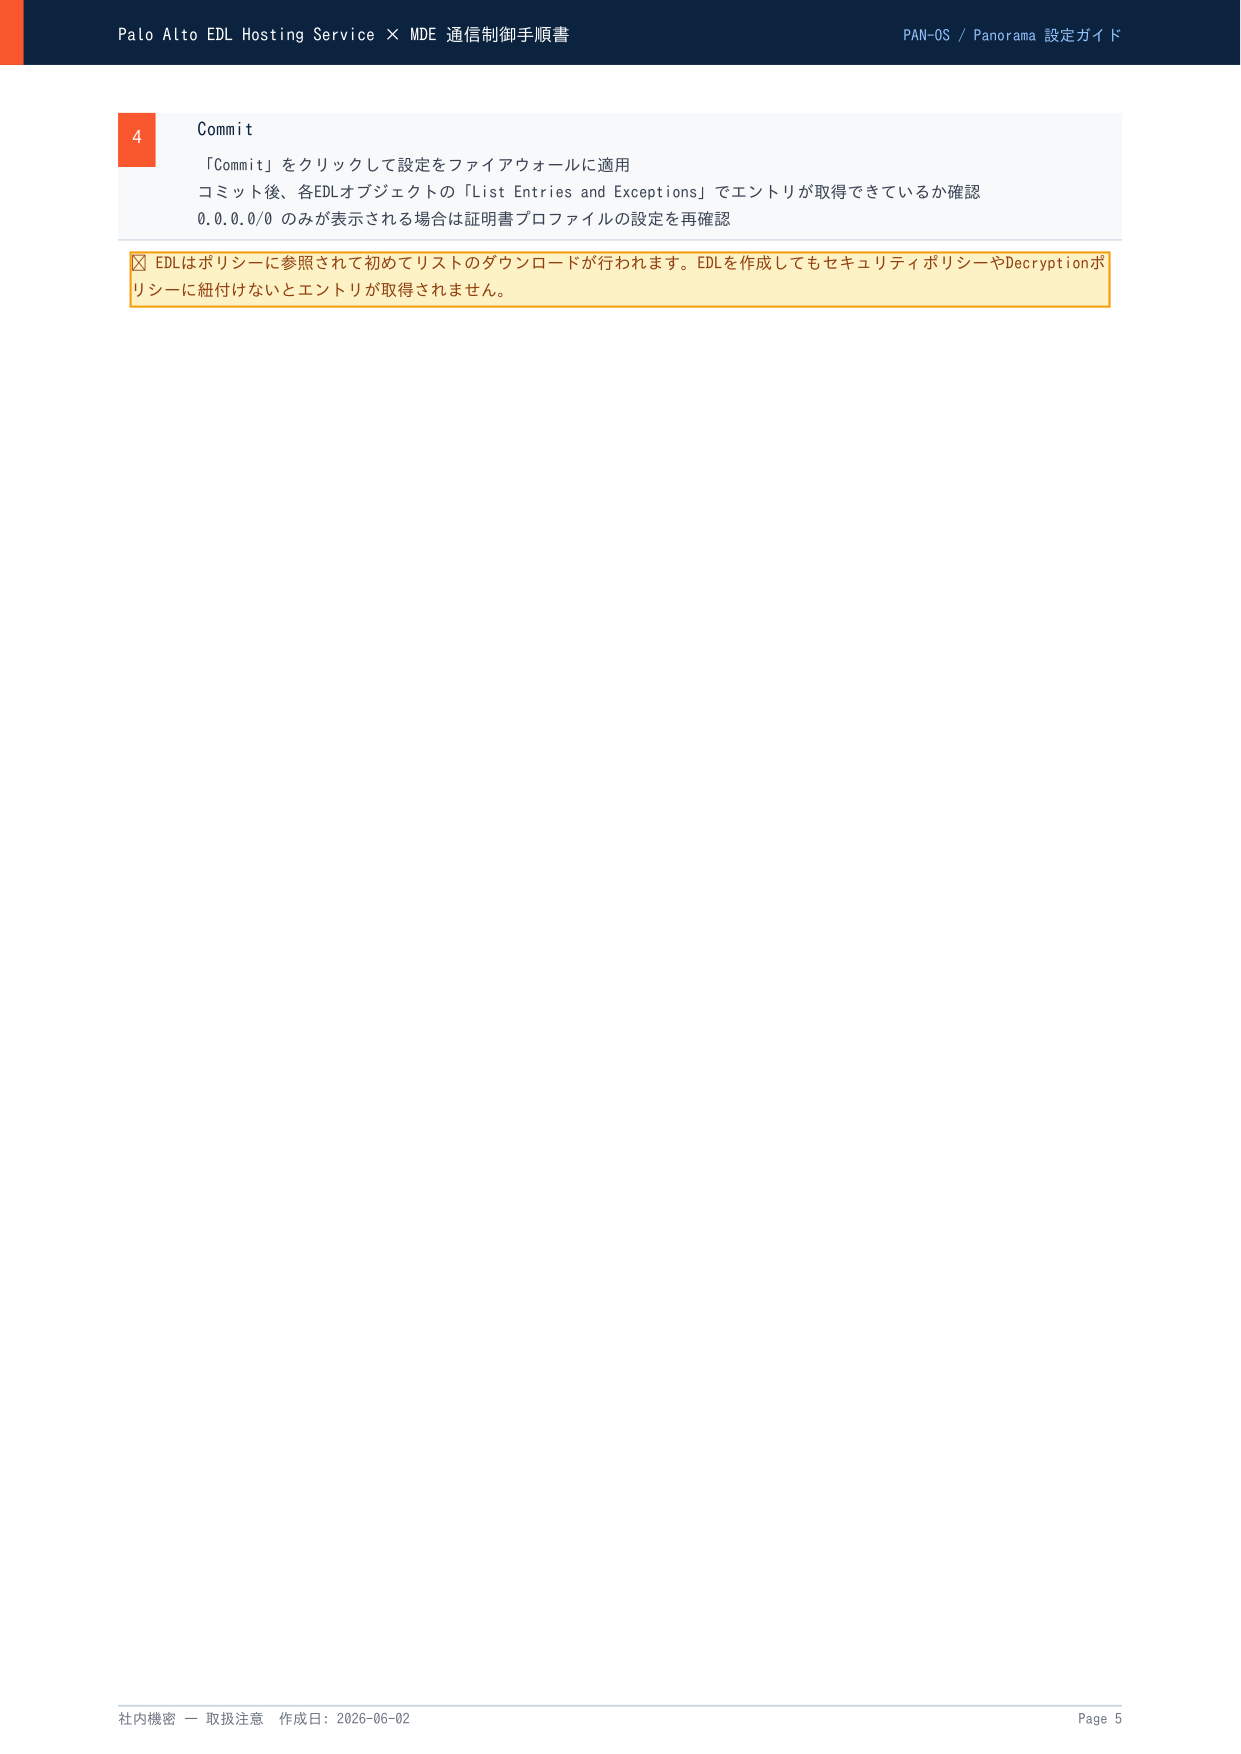 Palo Alto EDL Hosting Service × MDE 通信制御手順書
PAN-OS / Panorama 設定ガイド
4
Commit
「Commit」をクリックして設定をファイアウォールに適用
コミット後、各EDLオブジェクトの「List Entries and Exceptions」でエントリが取得できているか確認
0.0.0.0/0 のみが表示される場合は証明書プロファイルの設定を再確認
EDLはポリシーに参照されて初めてリストのダウンロードが行われます。EDLを作成してもセキュリティポリシーやDecryptionポ
リシーに紐付けないとエントリが取得されません。
社内機密 — 取扱注意　作成日: 2026-06-02
Page 5